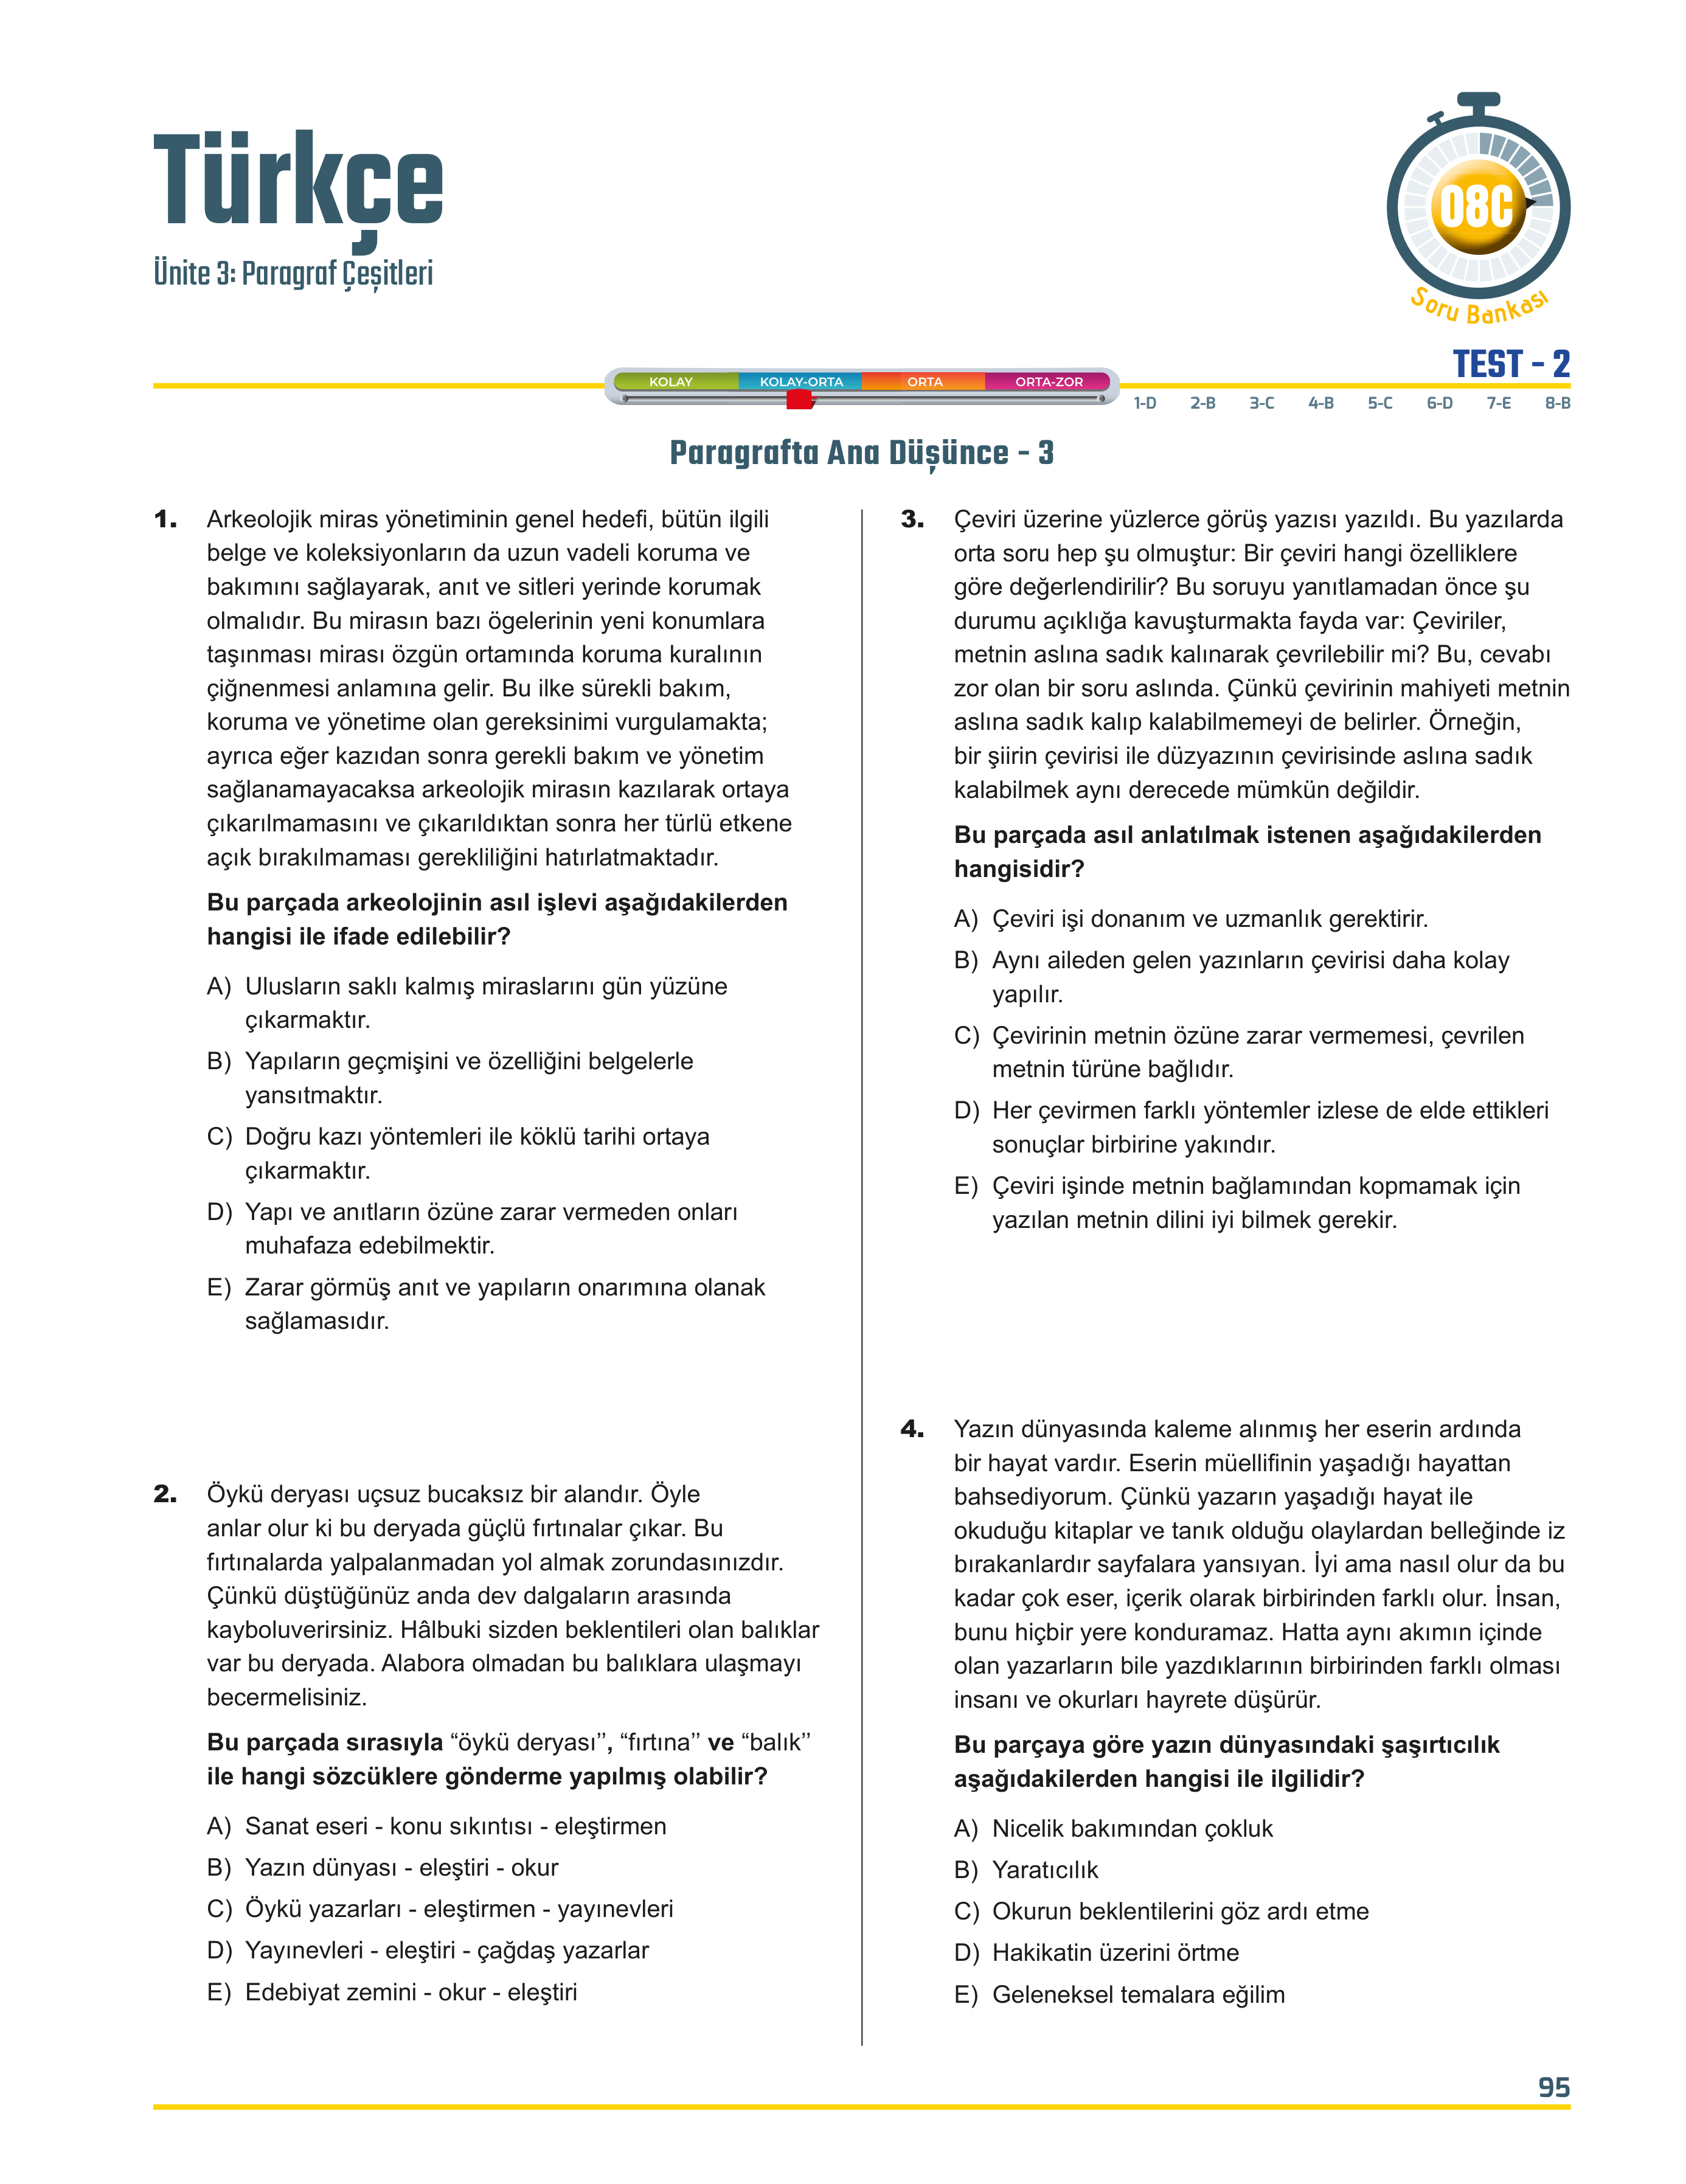 Türkçe
Ünite 3: Paragraf Çeşitleri
08C
Soru Bankası
TEST - 2
KOLAY KOLAY-ORTA ORTA ORTA-ZOR
1-D 2-B 3-C 4-B 5-C 6-D 7-E 8-B
Paragrafta Ana Düşünce - 3
1. Arkeolojik miras yönetiminin genel hedefi, bütün ilgili
belge ve koleksiyonların da uzun vadeli koruma ve
bakımını sağlayarak, anıt ve sitleri yerinde korumak
olmalıdır. Bu mirasın bazı ögelerinin yeni konumlara
taşınması mirası özgün ortamında koruma kuralının
çiğnenmesi anlamına gelir. Bu ilke sürekli bakım,
koruma ve yönetime olan gereksinimi vurgulamakta;
ayrıca eğer kazıdan sonra gerekli bakım ve yönetim
sağlanamayacaksa arkeolojik mirasın kazılarak ortaya
çıkarılmamasını ve çıkarıldıktan sonra her türlü etkene
açık bırakılmaması gerekliliğini hatırlatmaktadır.
Bu parçada arkeolojinin asıl işlevi aşağıdakilerden
hangisi ile ifade edilebilir?
A) Ulusların saklı kalmış miraslarını gün yüzüne
çıkarmaktır.
B) Yapıların geçmişini ve özelliğini belgelerle
yansıtmaktır.
C) Doğru kazı yöntemleri ile köklü tarihi ortaya
çıkarmaktır.
D) Yapı ve anıtların özüne zarar vermeden onları
muhafaza edebilmektir.
E) Zarar görmüş anıt ve yapıların onarımına olanak
sağlamasıdır.
2. Öykü deryası uçsuz bucaksız bir alandır. Öyle
anlar olur ki bu deryada güçlü fırtınalar çıkar. Bu
fırtınalarda yalpalanmadan yol almak zorundasınızdır.
Çünkü düştüğünüz anda dev dalgaların arasında
kayboluverirsiniz. Hâlbuki sizden beklentileri olan balıklar
var bu deryada. Alabora olmadan bu balıklara ulaşmayı
becermelisiniz.
Bu parçada sırasıyla “öykü deryası’’, “fırtına’’ ve “balık’’
ile hangi sözcüklere gönderme yapılmış olabilir?
A) Sanat eseri - konu sıkıntısı - eleştirmen
B) Yazın dünyası - eleştiri - okur
C) Öykü yazarları - eleştirmen - yayınevleri
D) Yayınevleri - eleştiri - çağdaş yazarlar
E) Edebiyat zemini - okur - eleştiri
3. Çeviri üzerine yüzlerce görüş yazısı yazıldı. Bu yazılarda
orta soru hep şu olmuştur: Bir çeviri hangi özelliklere
göre değerlendirilir? Bu soruyu yanıtlamadan önce şu
durumu açıklığa kavuşturmakta fayda var: Çeviriler,
metnin aslına sadık kalınarak çevrilebilir mi? Bu, cevabı
zor olan bir soru aslında. Çünkü çevirinin mahiyeti metnin
aslına sadık kalıp kalabilmemeyi de belirler. Örneğin,
bir şiirin çevirisi ile düzyazının çevirisinde aslına sadık
kalabilmek aynı derecede mümkün değildir.
Bu parçada asıl anlatılmak istenen aşağıdakilerden
hangisidir?
A) Çeviri işi donanım ve uzmanlık gerektirir.
B) Aynı aileden gelen yazınların çevirisi daha kolay
yapılır.
C) Çevirinin metnin özüne zarar vermemesi, çevrilen
metnin türüne bağlıdır.
D) Her çevirmen farklı yöntemler izlese de elde ettikleri
sonuçlar birbirine yakındır.
E) Çeviri işinde metnin bağlamından kopmamak için
yazılan metnin dilini iyi bilmek gerekir.
4. Yazın dünyasında kaleme alınmış her eserin ardında
bir hayat vardır. Eserin müellifinin yaşadığı hayattan
bahsediyorum. Çünkü yazarın yaşadığı hayat ile
okuduğu kitaplar ve tanık olduğu olaylardan belleğinde iz
bırakanlardır sayfalara yansıyan. İyi ama nasıl olur da bu
kadar çok eser, içerik olarak birbirinden farklı olur. İnsan,
bunu hiçbir yere konduramaz. Hatta aynı akımın içinde
olan yazarların bile yazdıklarının birbirinden farklı olması
insanı ve okurları hayrete düşürür.
Bu parçaya göre yazın dünyasındaki şaşırtıcılık
aşağıdakilerden hangisi ile ilgilidir?
A) Nicelik bakımından çokluk
B) Yaratıcılık
C) Okurun beklentilerini göz ardı etme
D) Hakikatin üzerini örtme
E) Geleneksel temalara eğilim
95